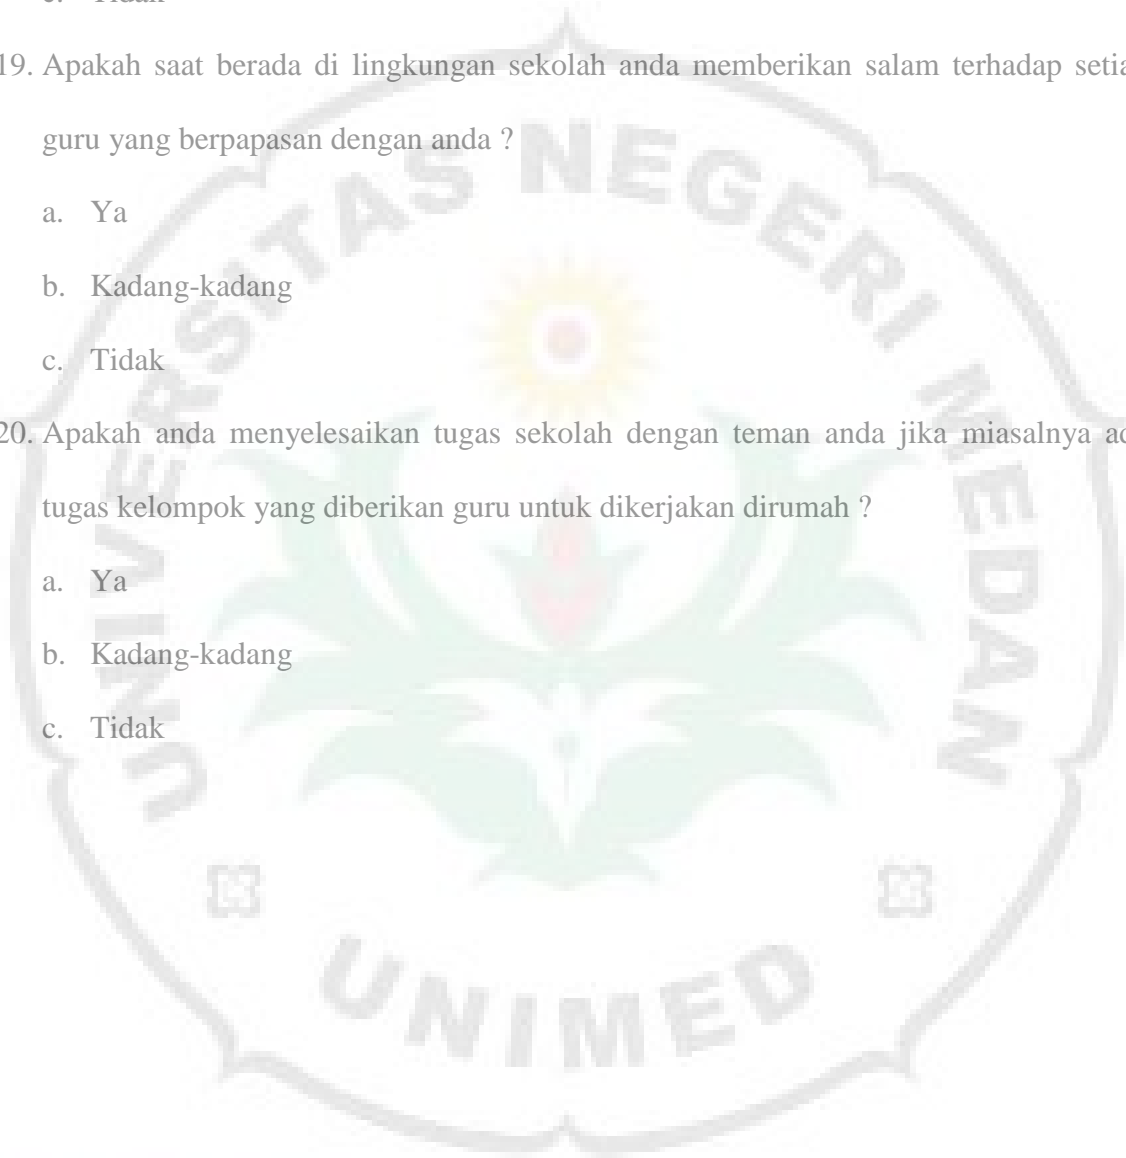 19. Apakah saat berada di lingkungan sekolah anda memberikan salam terhadap
guru yang berpapasan dengan anda ?
a. Ya
b. Kadang-kadang
c. Tidak
20. Apakah anda menyelesaikan tugas sekolah dengan teman anda jika miasalnya
tugas kelompok yang diberikan guru untuk dikerjakan dirumah ?
a. Ya
b. Kadang-kadang
c. Tidak
UNIVERSITAS NEGERI MEDAN
UNIMED